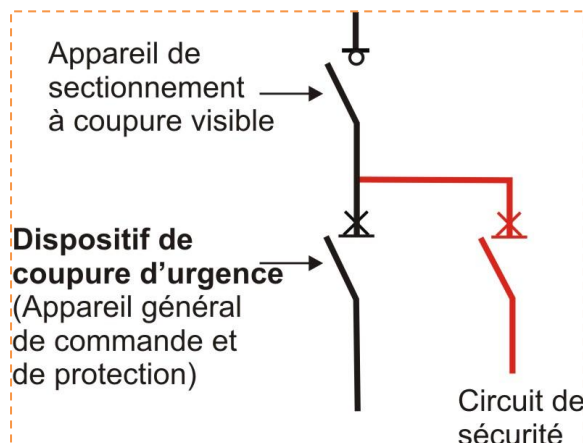 Appareil de
sectionnement
à coupure visible
Dispositif de
coupure d’urgence
(Appareil général
de commande et
de protection)
Circuit de
sécurité